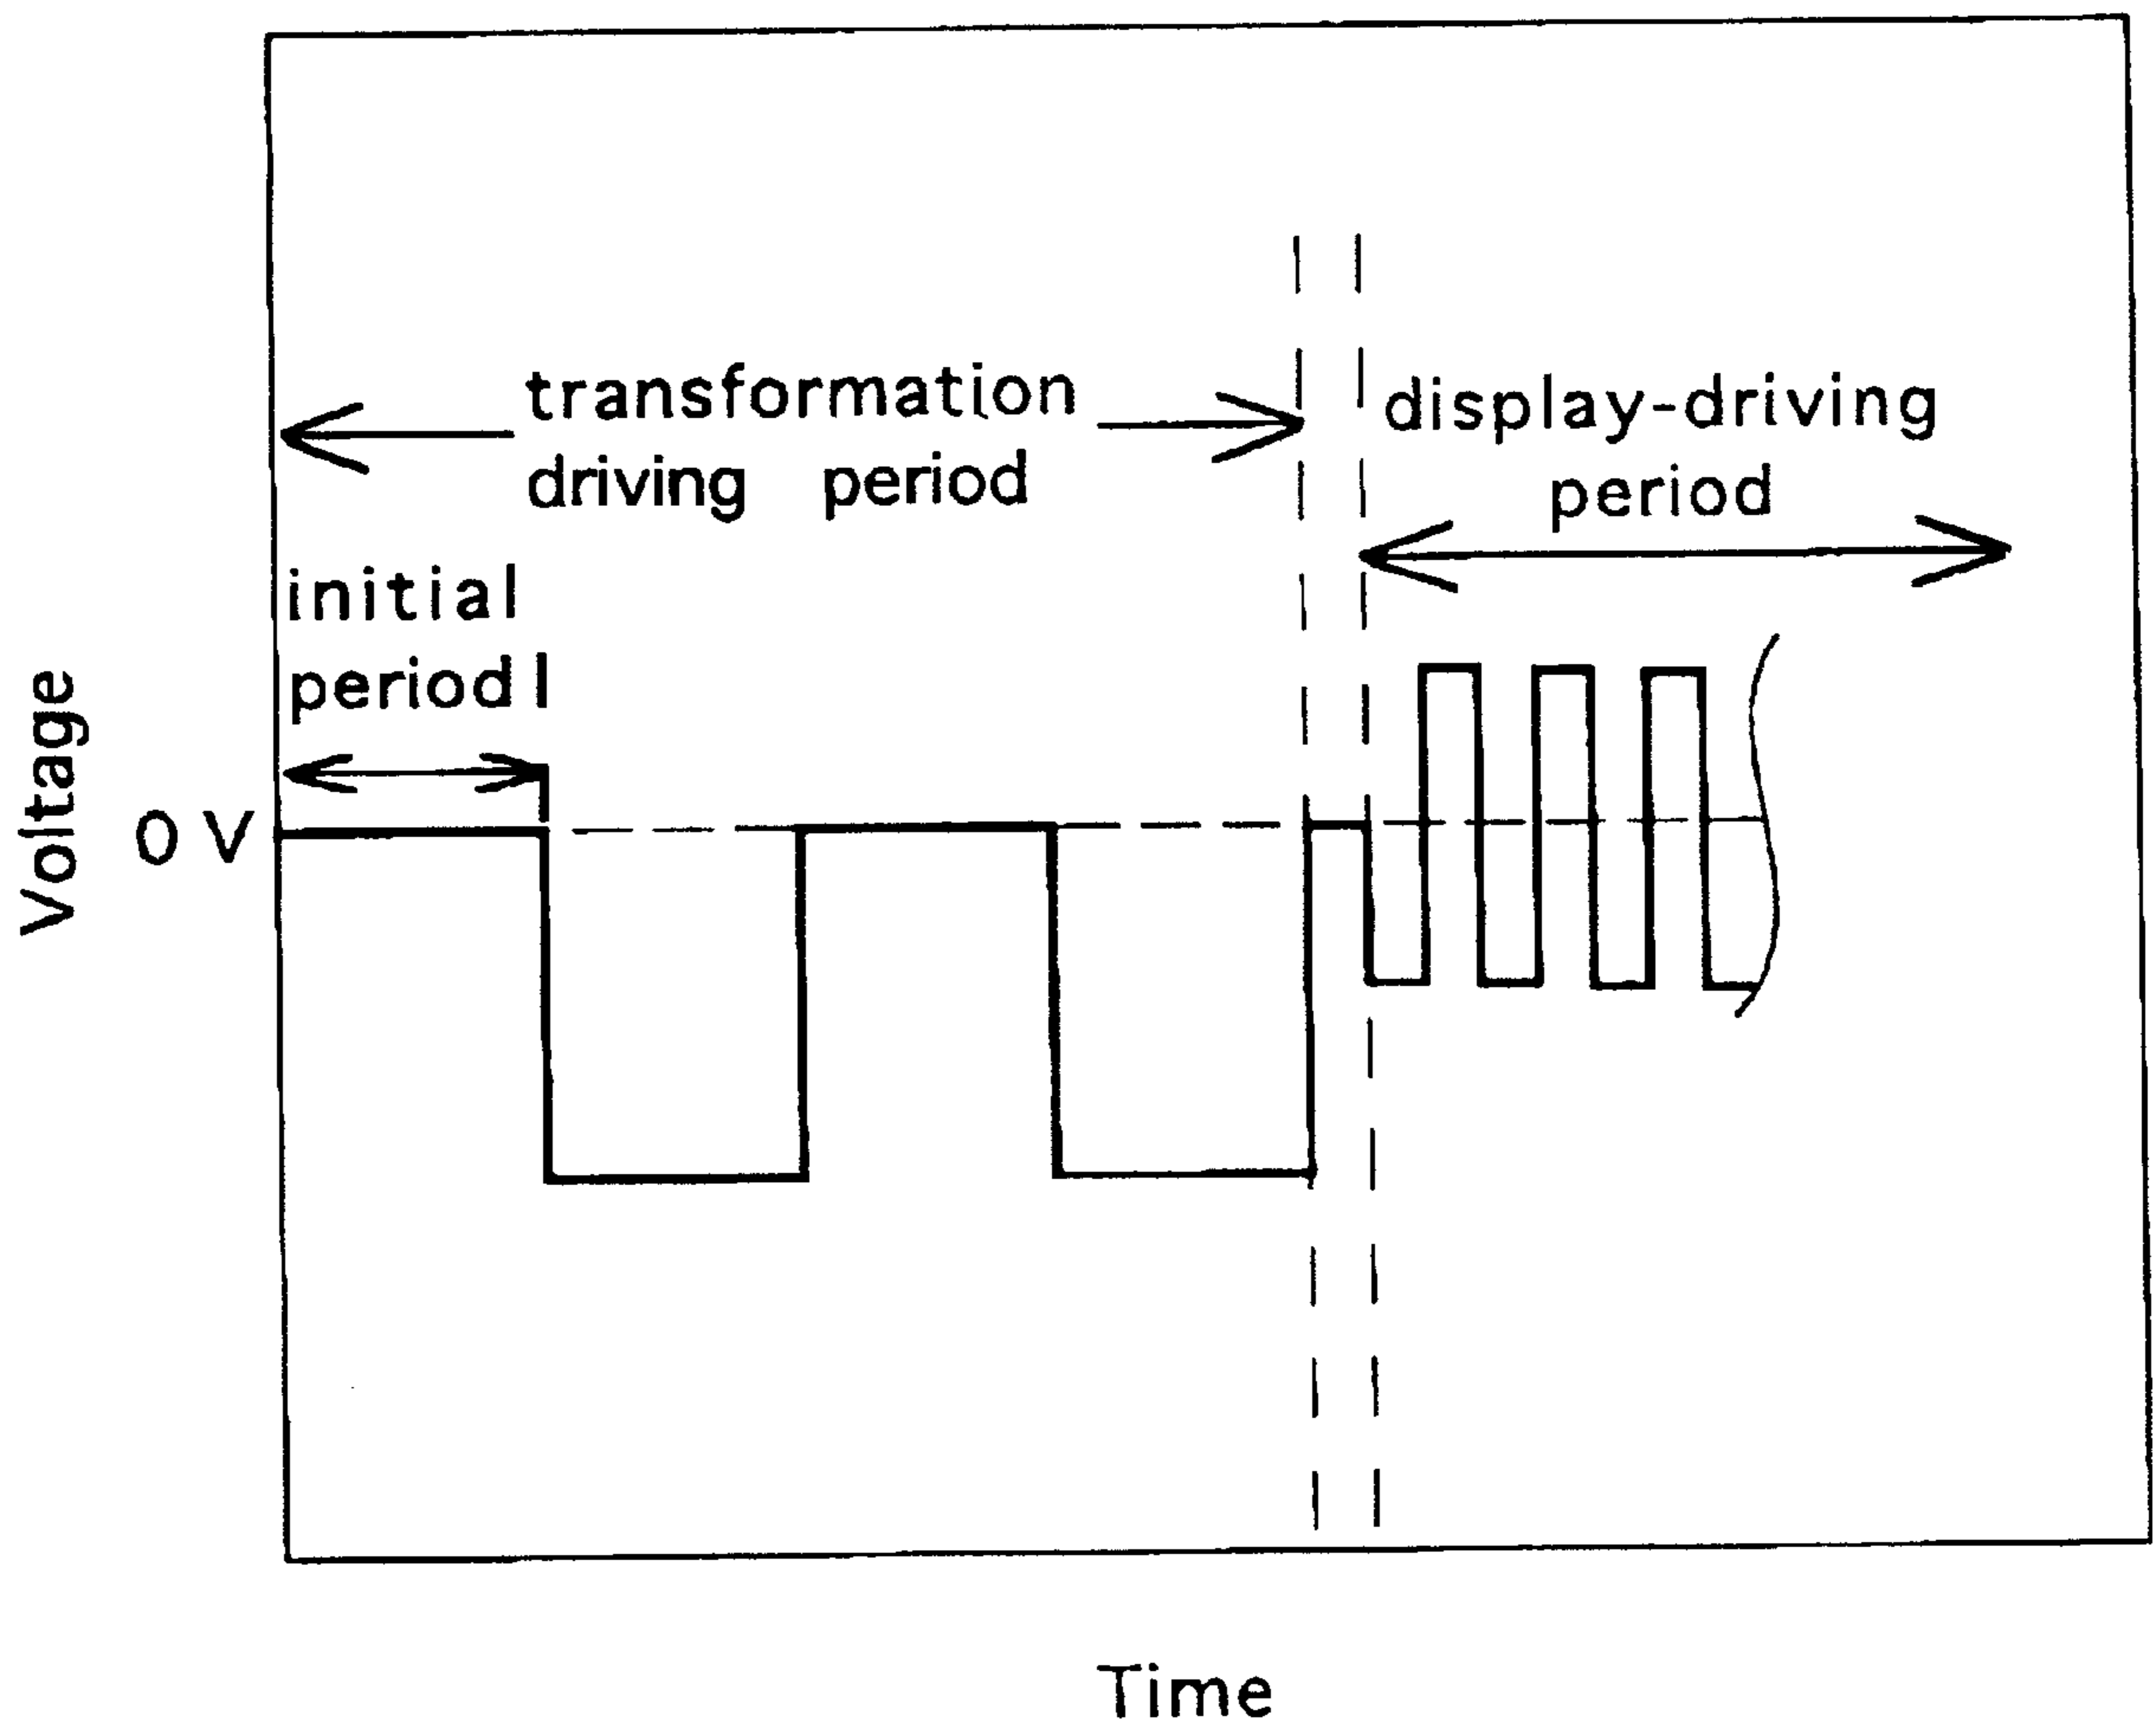 transformation
driving period
display-driving
period
initial
period
Voltage
0 V
Time